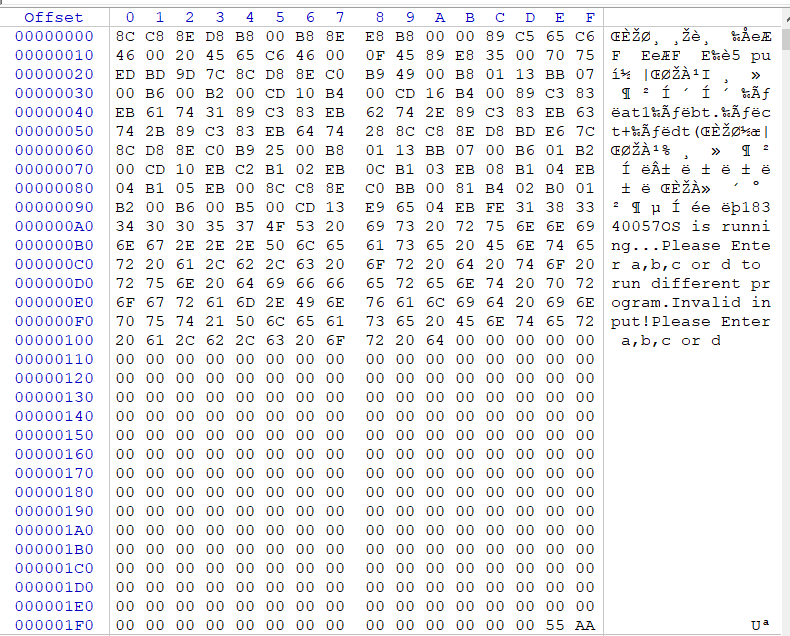 Offset 0 1 2 3 4 5 6 7 8 9 A B C D E F
00000000 8C C8 8E D8 B8 00 B8 8E E8 B8 00 00 89 C5 65 C6 ŒÈŽØ¸ ¸Žè¸  ‰ÅeÆ
00000010 46 00 20 45 65 C6 46 00 0F 45 89 E8 35 00 70 75 F  EeÆF  E‰è5 pu
00000020 ED BD 9D 7C 8C D8 8E C0 B9 49 00 B8 01 13 BB 07 í½ |ŒØŽÀ¹I ¸  »
00000030 00 B6 00 B2 00 CD 10 B4 00 CD 16 B4 00 89 C3 83 ¶ ² Í ´ Í ´ ‰Ãƒ
00000040 EB 61 74 31 89 C3 83 EB 62 74 2E 89 C3 83 EB 63 ëat1‰Ãƒëbt.‰Ãƒëc
00000050 74 2B 89 C3 83 EB 64 74 28 8C C8 8E D8 BD E6 7C t+‰Ãƒëdt(ŒÈŽØ½æ|
00000060 8C D8 8E C0 B9 25 00 B8 01 13 BB 07 00 B6 01 B2 ŒØŽÀ¹% ¸  »  ¶ ²
00000070 00 CD 10 EB C2 B1 02 EB 0C B1 03 EB 08 B1 04 EB Í ëÂ± ë ± ë ± ë
00000080 04 B1 05 EB 00 8C C8 8E C0 BB 00 81 B4 02 B0 01 ± ë ŒÈŽÀ»  ´ °
00000090 B2 00 B6 00 B5 00 CD 13 E9 65 04 EB FE 31 38 33 ² ¶ µ Í ée ëþ183
000000A0 34 30 30 35 37 4F 53 20 69 73 20 72 75 6E 6E 69 40057OS is runni
000000B0 6E 67 2E 2E 2E 50 6C 65 61 73 65 20 45 6E 74 65 ng...Please Ente
000000C0 72 20 61 2C 62 2C 63 20 6F 72 20 64 20 74 6F 20 r a,b,c or d to
000000D0 72 75 6E 20 64 69 66 66 65 72 65 6E 74 20 70 72 run different pr
000000E0 6F 67 72 61 6D 2E 49 6E 76 61 6C 69 64 20 69 6E ogram.Invalid in
000000F0 70 75 74 21 50 6C 65 61 73 65 20 45 6E 74 65 72 put!Please Enter
00000100 20 61 2C 62 2C 63 20 6F 72 20 64 00 00 00 00 00 a,b,c or d
00000110 00 00 00 00 00 00 00 00 00 00 00 00 00 00 00 00
00000120 00 00 00 00 00 00 00 00 00 00 00 00 00 00 00 00
00000130 00 00 00 00 00 00 00 00 00 00 00 00 00 00 00 00
00000140 00 00 00 00 00 00 00 00 00 00 00 00 00 00 00 00
00000150 00 00 00 00 00 00 00 00 00 00 00 00 00 00 00 00
00000160 00 00 00 00 00 00 00 00 00 00 00 00 00 00 00 00
00000170 00 00 00 00 00 00 00 00 00 00 00 00 00 00 00 00
00000180 00 00 00 00 00 00 00 00 00 00 00 00 00 00 00 00
00000190 00 00 00 00 00 00 00 00 00 00 00 00 00 00 00 00
000001A0 00 00 00 00 00 00 00 00 00 00 00 00 00 00 00 00
000001B0 00 00 00 00 00 00 00 00 00 00 00 00 00 00 00 00
000001C0 00 00 00 00 00 00 00 00 00 00 00 00 00 00 00 00
000001D0 00 00 00 00 00 00 00 00 00 00 00 00 00 00 00 00
000001E0 00 00 00 00 00 00 00 00 00 00 00 00 00 00 00 00
000001F0 00 00 00 00 00 00 00 00 00 00 00 00 00 00 55 AA Uª